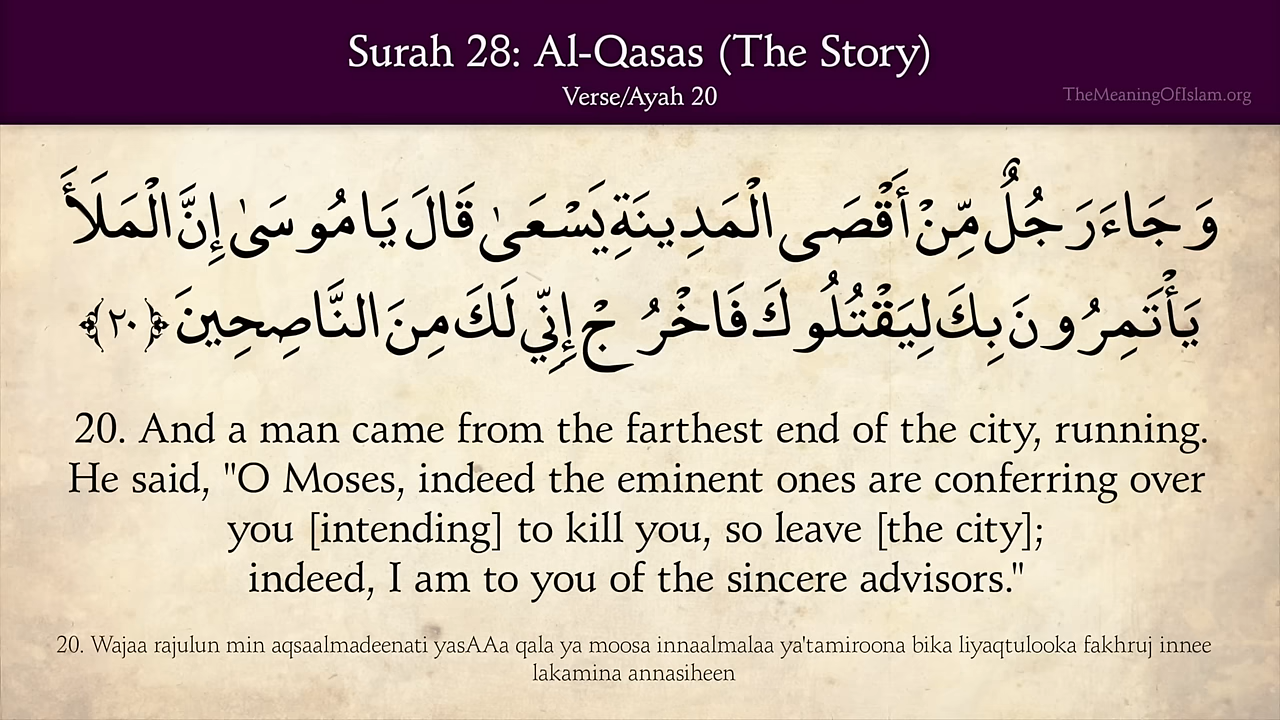 Surah 28: Al-Qasas (The Story)
Verse/Ayah 20
TheMeaningOfIslam.org
وَجَاءَ رَجُلٌ مِّنْ أَقْصَى الْمَدِينَةِ يَسْعَىٰ قَالَ يَا مُوسَىٰ إِنَّ الْمَلَأَ
يَأْتَمِرُونَ بِكَ لِيَقْتُلُوكَ فَاخْرُجْ إِنِّي لَكَ مِنَ النَّاصِحِينَ ﴿٢٠﴾
20. And a man came from the farthest end of the city, running.
He said, "O Moses, indeed the eminent ones are conferring over
you [intending] to kill you, so leave [the city];
indeed, I am to you of the sincere advisors."
20. Wajaa rajulun min aqsaalmadeenati yasAAa qala ya moosa innaalmalaa ya'tamiroona bika liyaqtulooka fakhruj innee
lakamina annasiheen